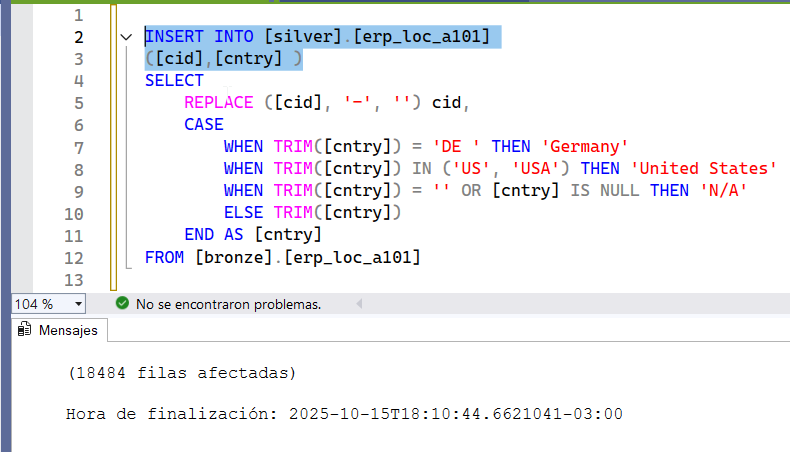 1
2 INSERT INTO [silver].[erp_loc_a101]
3 ([cid],[cntry] )
4 SELECT
5 REPLACE ([cid], '-', '') cid,
6 CASE
7 WHEN TRIM([cntry]) = 'DE ' THEN 'Germany'
8 WHEN TRIM([cntry]) IN ('US', 'USA') THEN 'United States'
9 WHEN TRIM([cntry]) = '' OR [cntry] IS NULL THEN 'N/A'
10 ELSE TRIM([cntry])
11 END AS [cntry]
12 FROM [bronze].[erp_loc_a101]
13
104 % No se encontraron problemas.
Mensajes
(18484 filas afectadas)
Hora de finalización: 2025-10-15T18:10:44.6621041-03:00